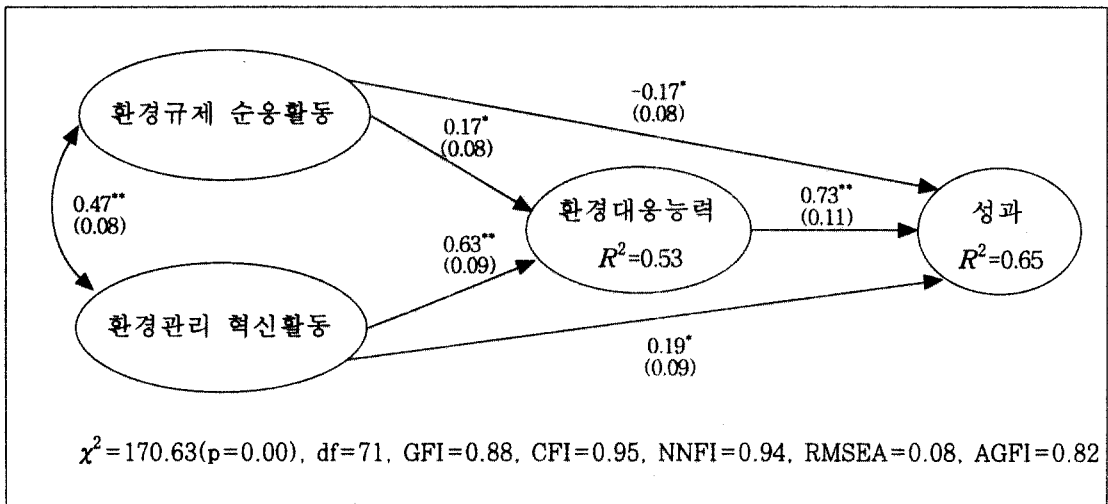 환경규제 순응활동
-0.17*
(0.08)
0.17*
(0.08)
0.47**
(0.08)
환경대응능력
R²=0.53
0.73**
(0.11)
성과
R²=0.65
0.63**
(0.09)
환경관리 혁신활동
0.19*
(0.09)
χ²=170.63(p=0.00), df=71, GFI=0.88, CFI=0.95, NNFI=0.94, RMSEA=0.08, AGFI=0.82